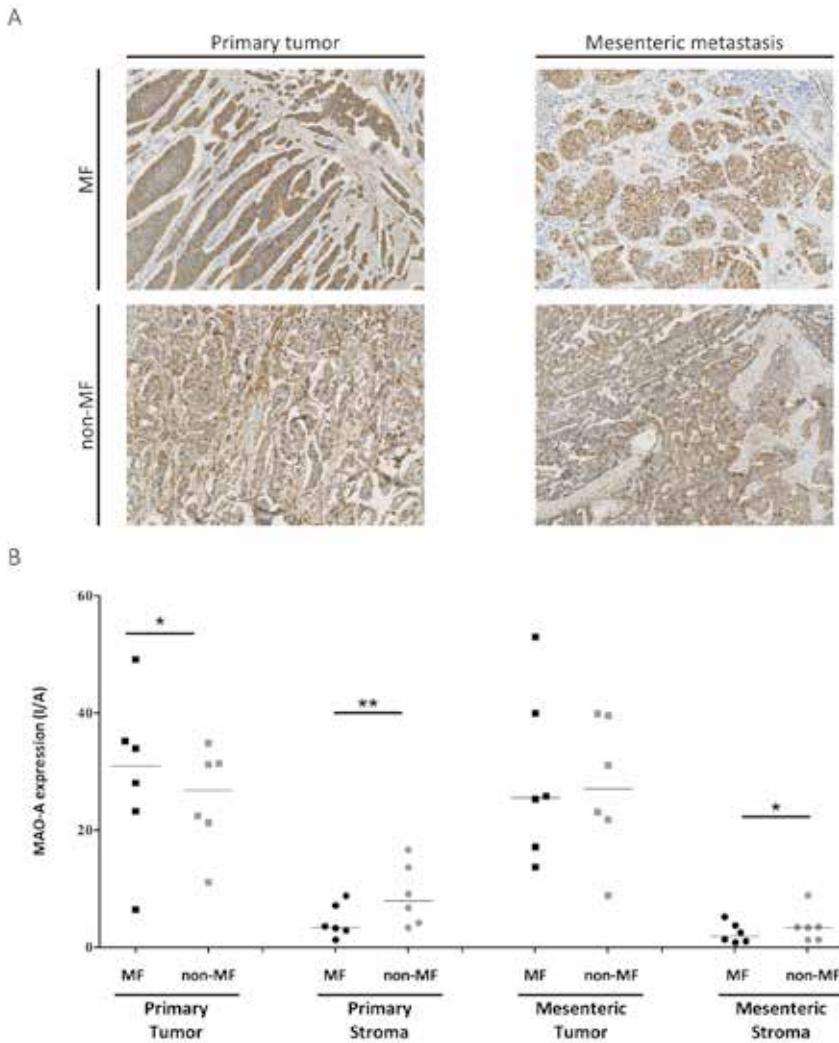 A
Primary tumor
Mesenteric metastasis
MF
non-MF
B
60
40
20
0
MAO-A expression (I/A)
*
**
*
MF non-MF MF non-MF MF non-MF MF non-MF
Primary Primary Mesenteric Mesenteric
Tumor Stroma Tumor Stroma